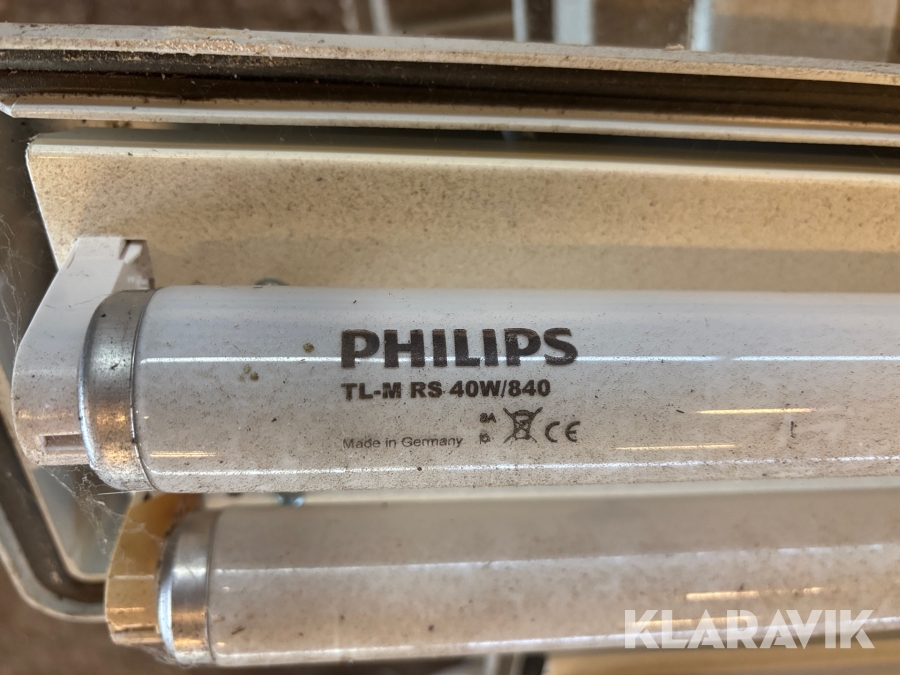 PHILIPS
TL-M RS 40W/840
Made in Germany
CE
KLARAVIK